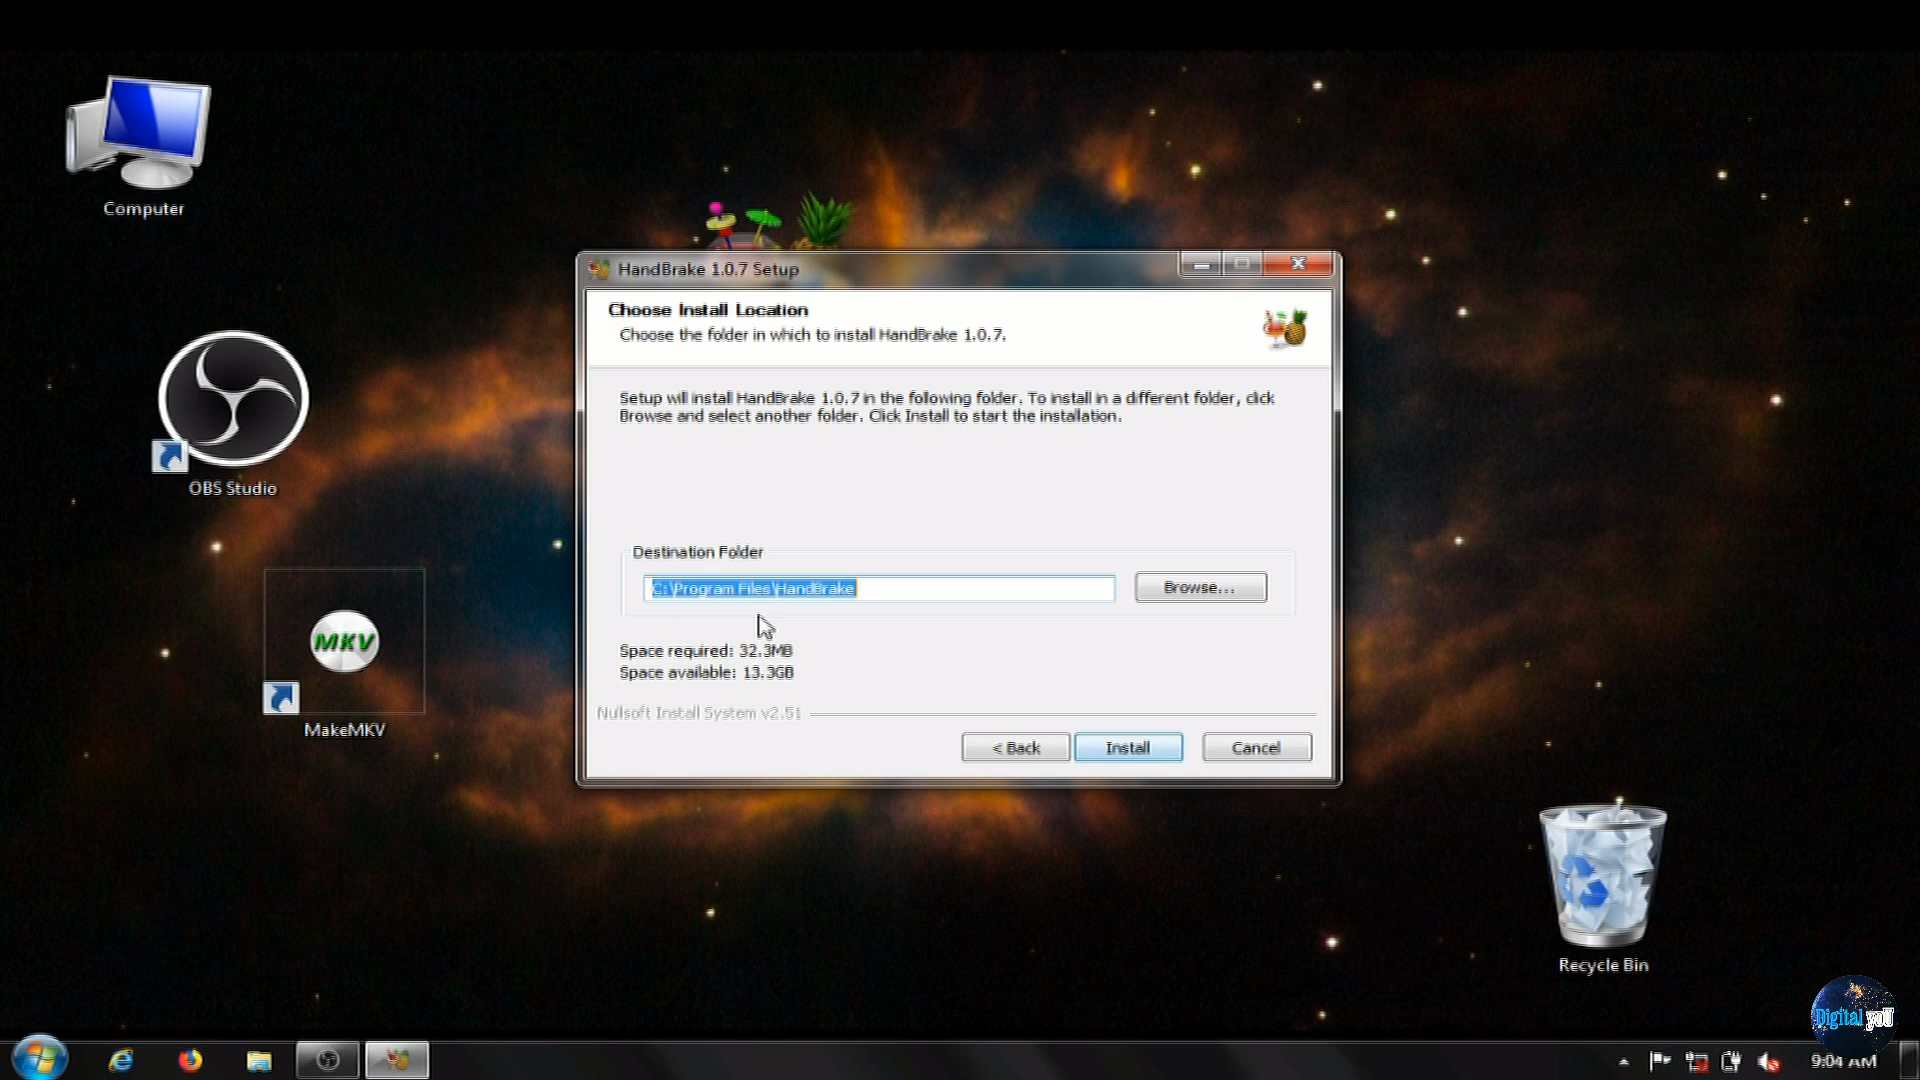 Computer
OBS Studio
MKV
MakeMKV
HandBrake 1.0.7 Setup
Choose Install Location
Choose the folder in which to install HandBrake 1.0.7.
Setup will install HandBrake 1.0.7 in the following folder. To install in a different folder, click
Browse and select another folder. Click Install to start the installation.
Destination Folder
C:\Program Files\HandBrake
Browse...
Space required: 32.3MB
Space available: 13.3GB
Nullsoft Install System v2.51
< Back
Install
Cancel
Recycle Bin
Digital yoU
9:04 AM